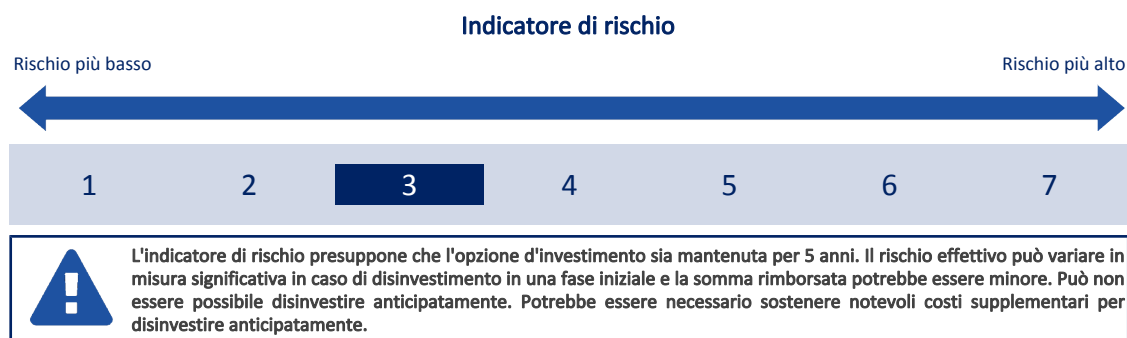 Indicatore di rischio
Rischio più basso
Rischio più alto
1 2 3 4 5 6 7
L'indicatore di rischio presuppone che l'opzione d'investimento sia mantenuta per 5 anni. Il rischio effettivo può variare in
misura significativa in caso di disinvestimento in una fase iniziale e la somma rimborsata potrebbe essere minore. Può non
essere possibile disinvestire anticipatamente. Potrebbe essere necessario sostenere notevoli costi supplementari per
disinvestire anticipatamente.